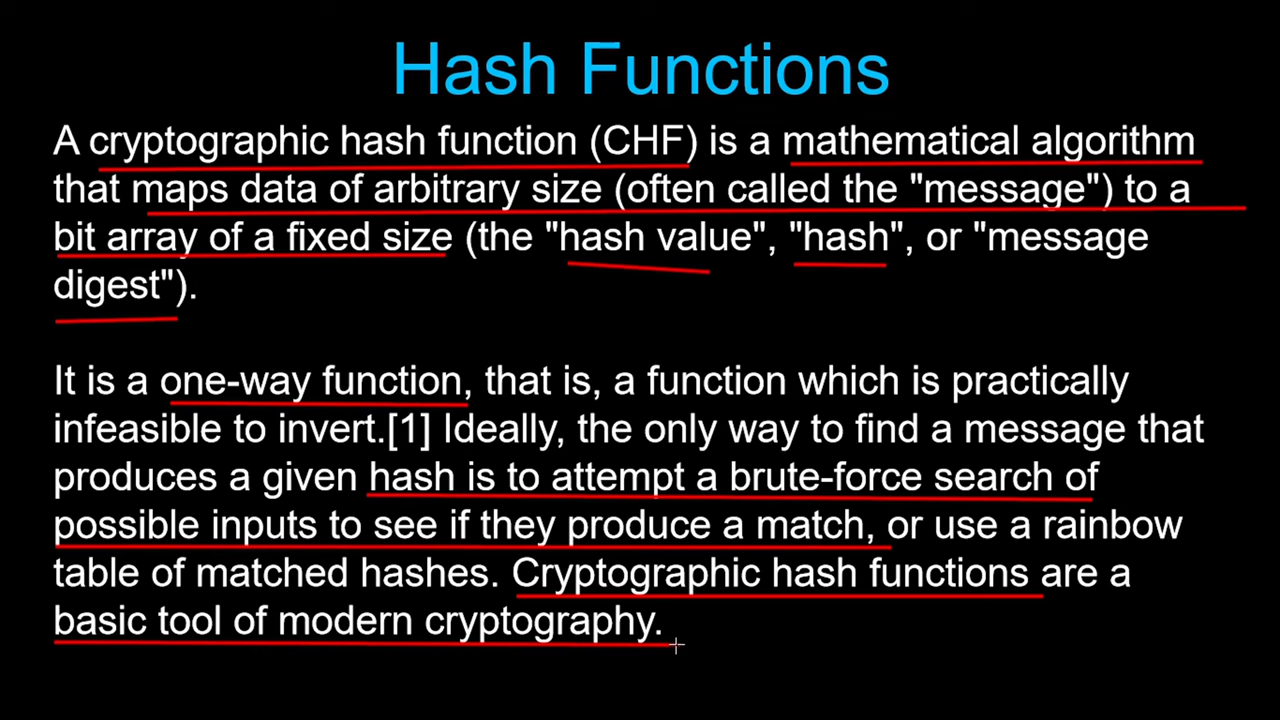 Hash Functions
A cryptographic hash function (CHF) is a mathematical algorithm
that maps data of arbitrary size (often called the "message") to a
bit array of a fixed size (the "hash value", "hash", or "message
digest").
It is a one-way function, that is, a function which is practically
infeasible to invert.[1] Ideally, the only way to find a message that
produces a given hash is to attempt a brute-force search of
possible inputs to see if they produce a match, or use a rainbow
table of matched hashes. Cryptographic hash functions are a
basic tool of modern cryptography.